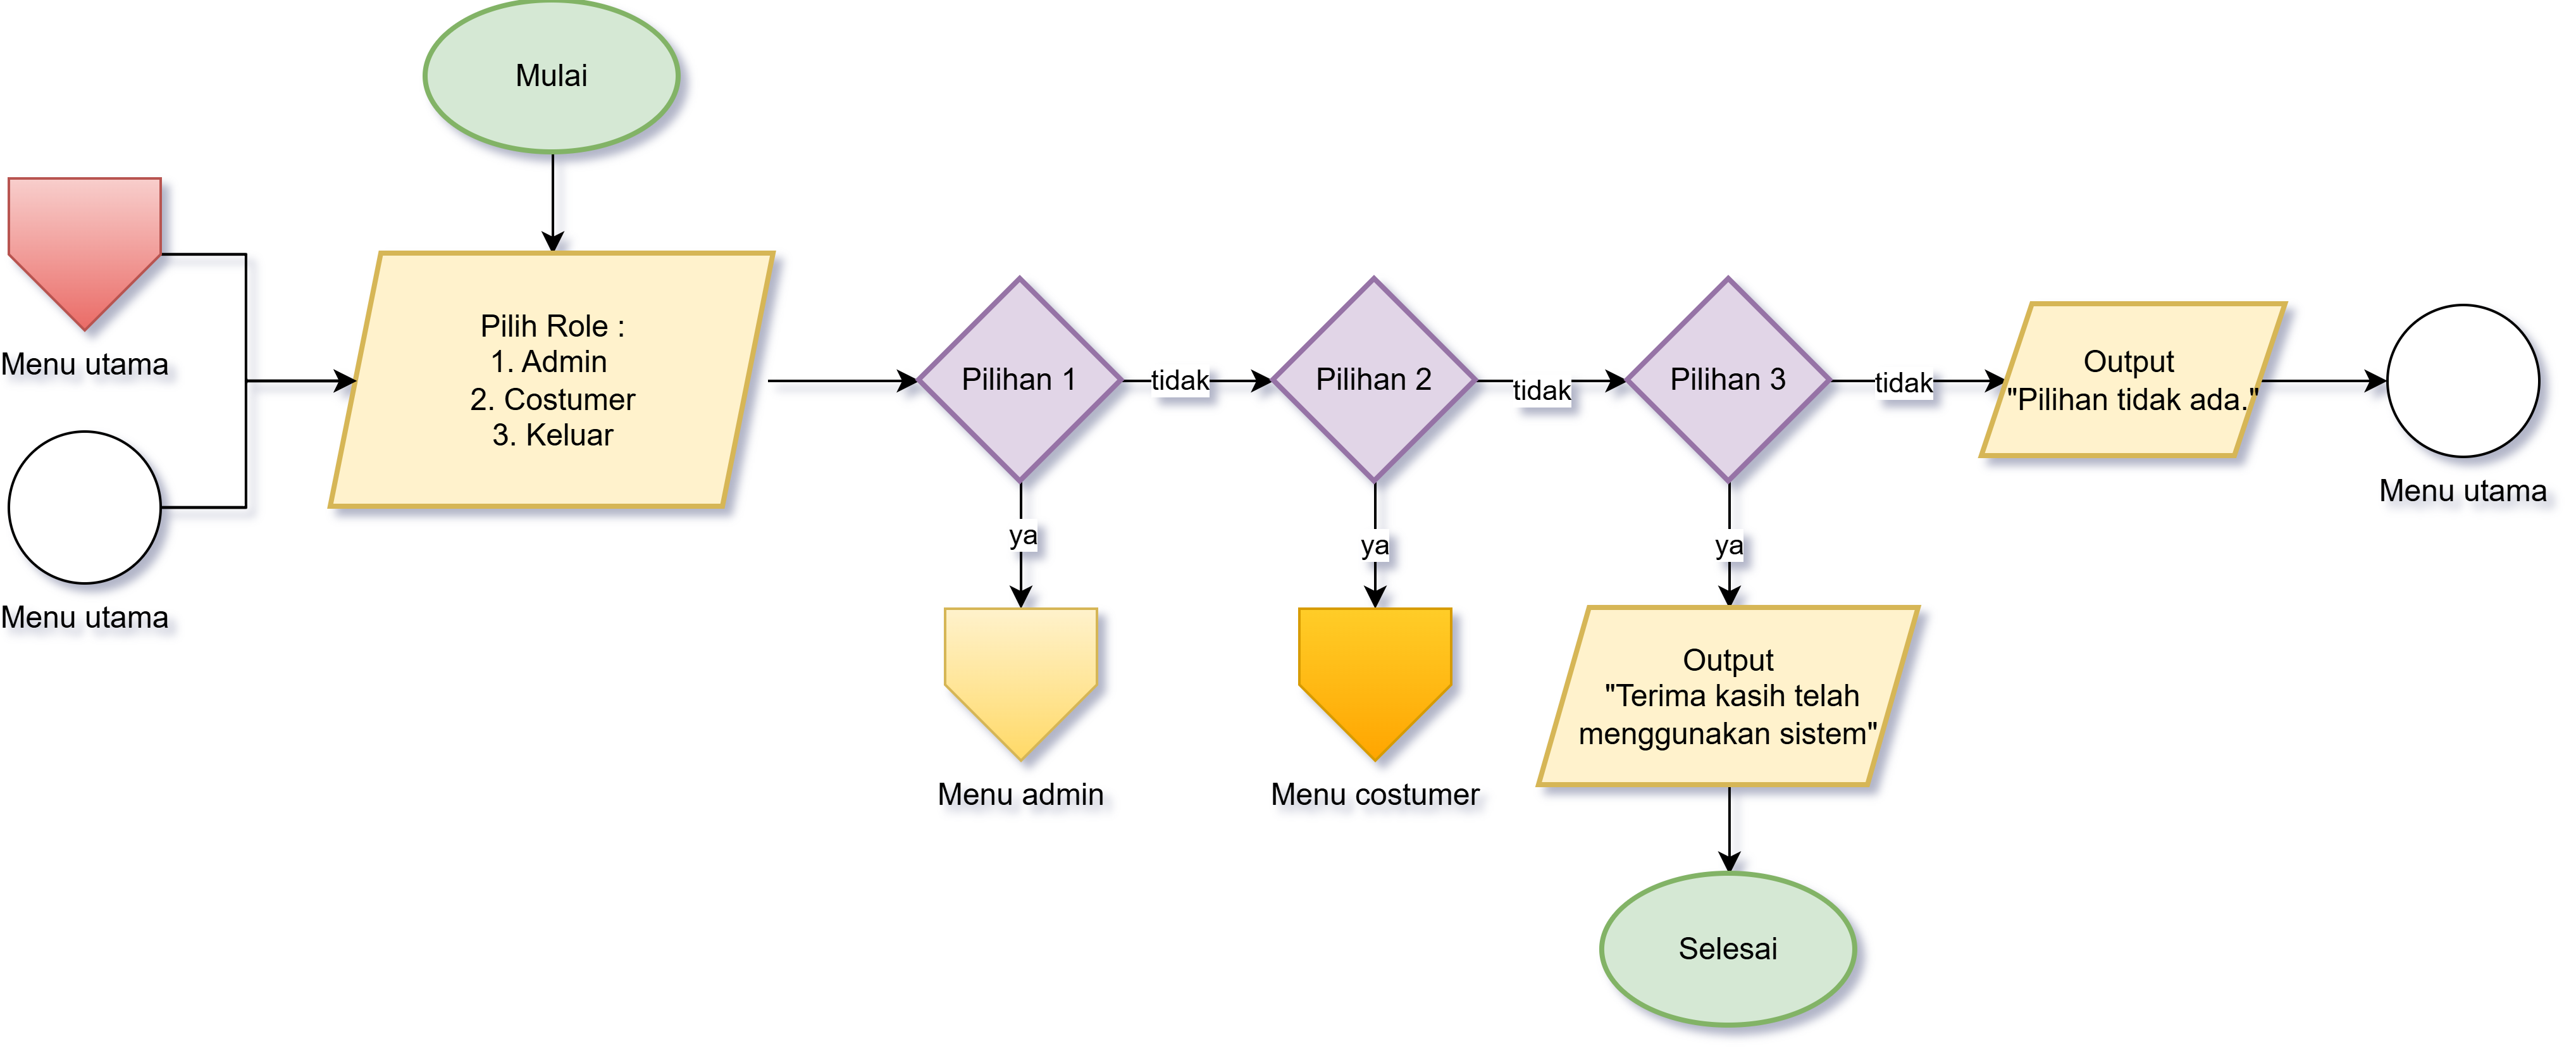 Mulai
Menu utama
Menu utama
Pilih Role :
1. Admin
2. Costumer
3. Keluar
Pilihan 1
tidak
Pilihan 2
tidak
Pilihan 3
tidak
Output
"Pilihan tidak ada."
Menu utama
ya
ya
ya
Menu admin
Menu costumer
Output
"Terima kasih telah
menggunakan sistem"
Selesai